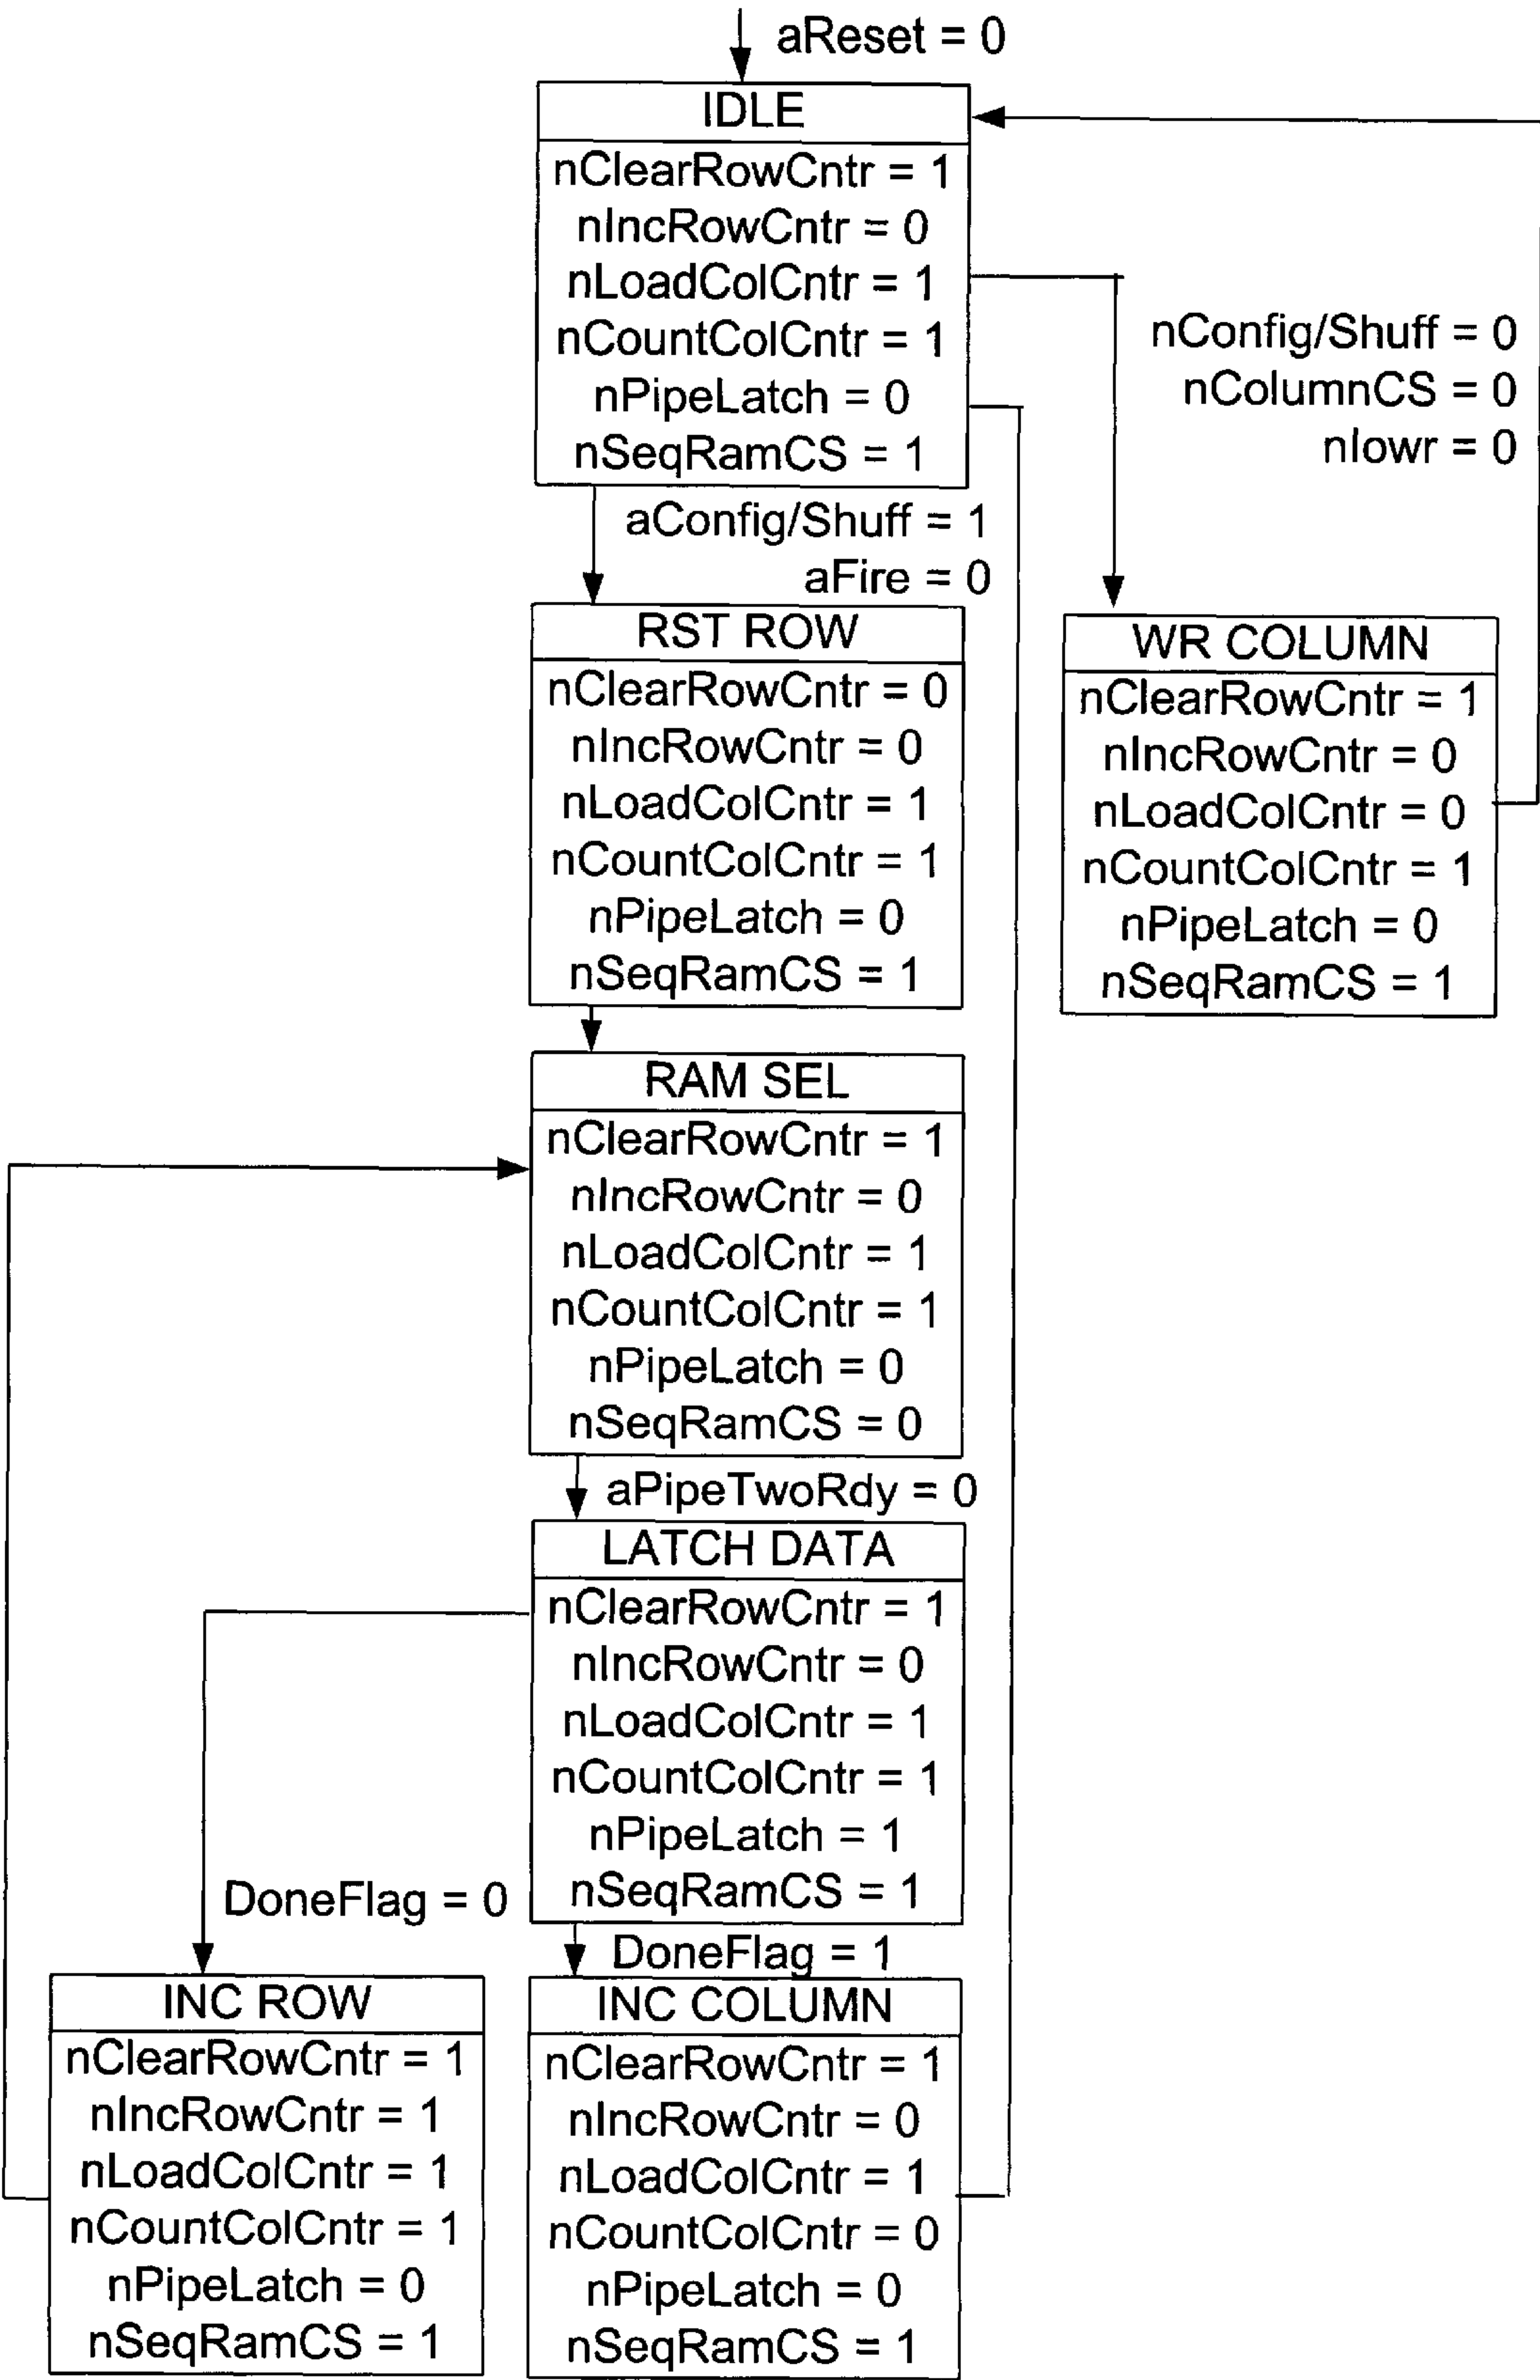 aReset = 0
IDLE
nClearRowCntr = 1
nIncRowCntr = 0
nLoadColCntr = 1
nCountColCntr = 1
nPipeLatch = 0
nSeqRamCS = 1
nConfig/Shuff = 0
nColumnCS = 0
nIowr = 0
aConfig/Shuff = 1
aFire = 0
RST ROW
nClearRowCntr = 0
nIncRowCntr = 0
nLoadColCntr = 1
nCountColCntr = 1
nPipeLatch = 0
nSeqRamCS = 1
WR COLUMN
nClearRowCntr = 1
nIncRowCntr = 0
nLoadColCntr = 0
nCountColCntr = 1
nPipeLatch = 0
nSeqRamCS = 1
RAM SEL
nClearRowCntr = 1
nIncRowCntr = 0
nLoadColCntr = 1
nCountColCntr = 1
nPipeLatch = 0
nSeqRamCS = 0
aPipeTwoRdy = 0
LATCH DATA
nClearRowCntr = 1
nIncRowCntr = 0
nLoadColCntr = 1
nCountColCntr = 1
nPipeLatch = 1
nSeqRamCS = 1
DoneFlag = 0
DoneFlag = 1
INC ROW
nClearRowCntr = 1
nIncRowCntr = 1
nLoadColCntr = 1
nCountColCntr = 1
nPipeLatch = 0
nSeqRamCS = 1
INC COLUMN
nClearRowCntr = 1
nIncRowCntr = 0
nLoadColCntr = 1
nCountColCntr = 0
nPipeLatch = 0
nSeqRamCS = 1